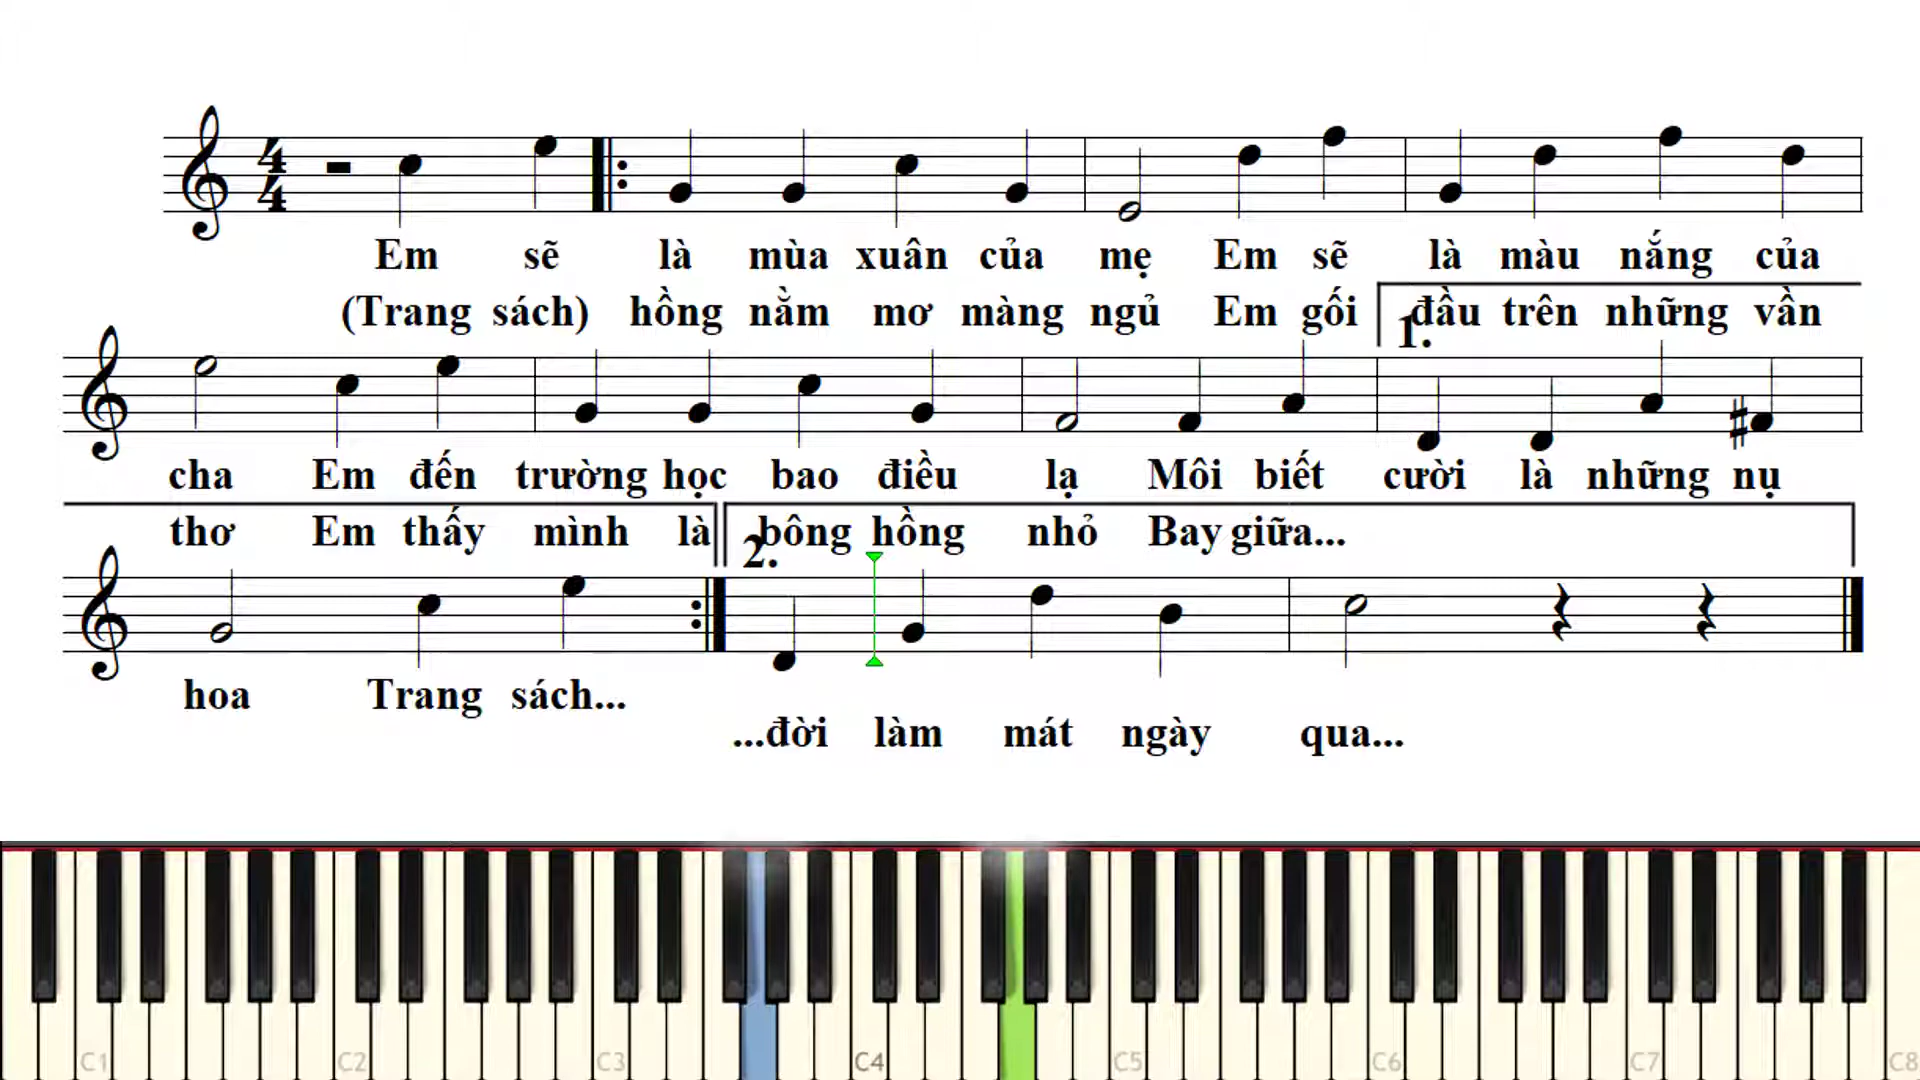 4
4
Em sẽ là mùa xuân của mẹ Em sẽ là màu nắng của
(Trang sách) hồng nằm mơ màng ngủ Em gối đầu trên những vần
1.
cha Em đến trường học bao điều lạ Môi biết cười là những nụ
thơ Em thấy mình là bông hồng nhỏ Bay giữa...
2.
hoa Trang sách...
...đời làm mát ngày qua...
C1 C2 C3 C4 C5 C6 C7 C8